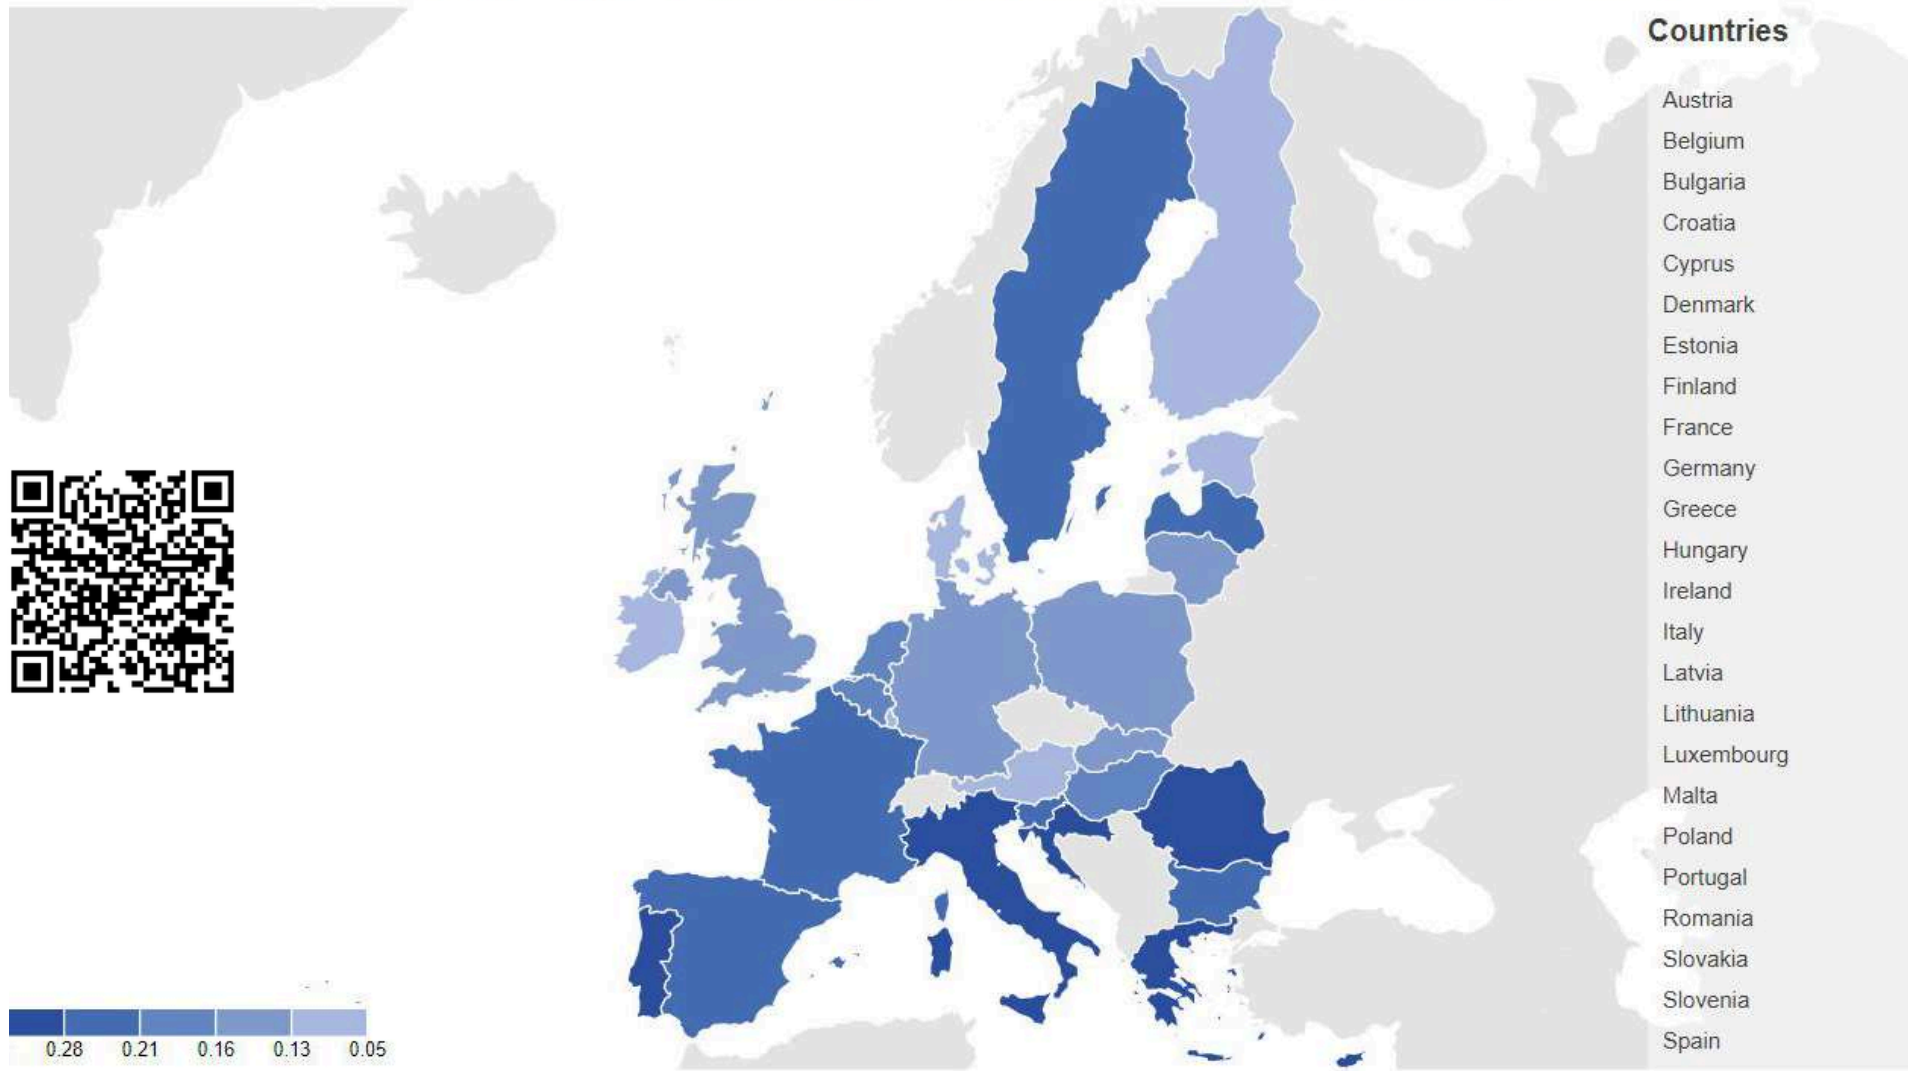 Countries
Austria
Belgium
Bulgaria
Croatia
Cyprus
Denmark
Estonia
Finland
France
Germany
Greece
Hungary
Ireland
Italy
Latvia
Lithuania
Luxembourg
Malta
Poland
Portugal
Romania
Slovakia
Slovenia
Spain
0.28 0.21 0.16 0.13 0.05